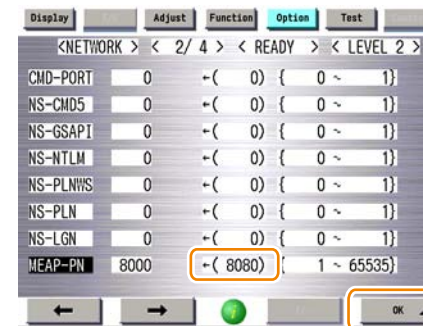 Display Adjust Function Option Test
<NETWORK > < 2/ 4 > < READY > < LEVEL 2 >
CMD-PORT 0 ←( 0) { 0 ~ 1}
NS-CMD5 0 ←( 0) { 0 ~ 1}
NS-GSAPI 0 ←( 0) { 0 ~ 1}
NS-NTLM 0 ←( 0) { 0 ~ 1}
NS-PLNWS 0 ←( 0) { 0 ~ 1}
NS-PLN 0 ←( 0) { 0 ~ 1}
NS-LGN 0 ←( 0) { 0 ~ 1}
MEAP-PN 8000 ←( 8080) { 1 ~ 65535}
← → OK